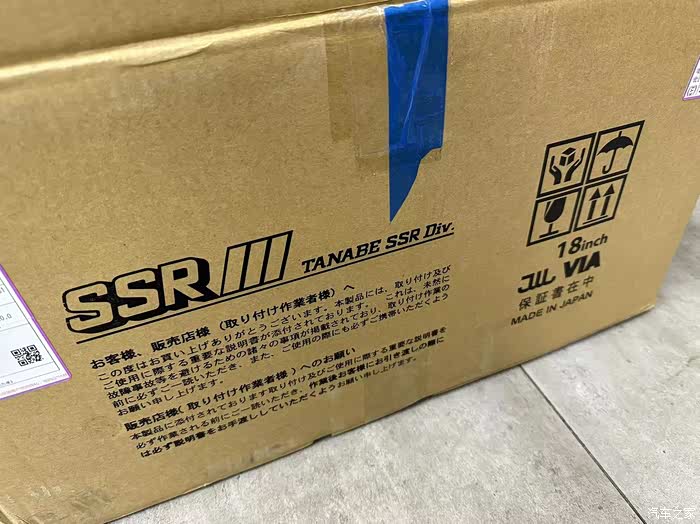 SSR
TANABE SSR Div.
お客様、販売店様（取り付け作業者様）へ
この度はお買い上げありがとうございます。本製品には、取り付け及び
ご使用に際する重要な説明書が添付されております。これは、未然に
故障事故等を避けるための諸々の事項が掲載されており、取り付け作業の
前に必ずご一読いただき、また、ご使用の際にも必ずご携帯いただくよう
お願い申し上げます。
販売店様（取り付け作業者様）へのお願い
本製品に添付されております取り付け及びご使用に際する重要な説明書を
必ず作業される前にご一読いただき、作業後お客様にお引き渡しの際に
は必ず説明書をお手渡ししていただくようお願い申し上げます。
18inch
JWL VIA
保証書在中
MADE IN JAPAN
汽车之家